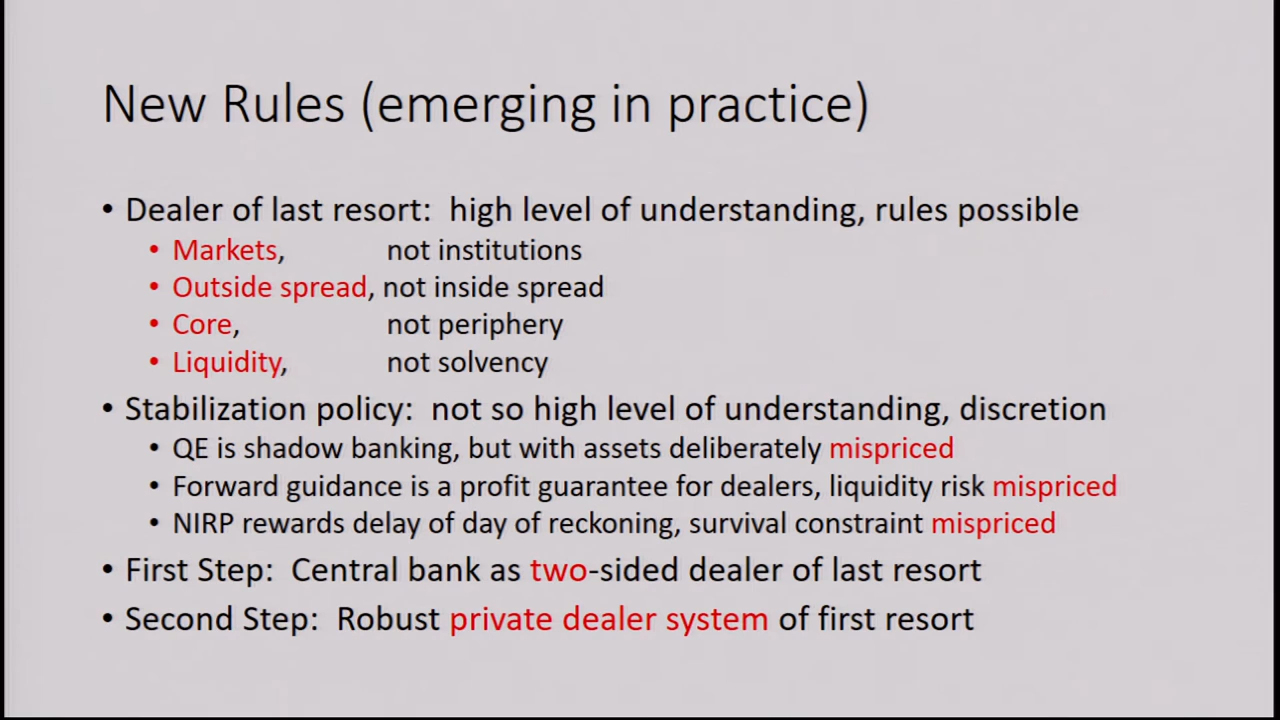 New Rules (emerging in practice)
• Dealer of last resort: high level of understanding, rules possible
• Markets, not institutions
• Outside spread, not inside spread
• Core, not periphery
• Liquidity, not solvency
• Stabilization policy: not so high level of understanding, discretion
• QE is shadow banking, but with assets deliberately mispriced
• Forward guidance is a profit guarantee for dealers, liquidity risk mispriced
• NIRP rewards delay of day of reckoning, survival constraint mispriced
• First Step: Central bank as two-sided dealer of last resort
• Second Step: Robust private dealer system of first resort